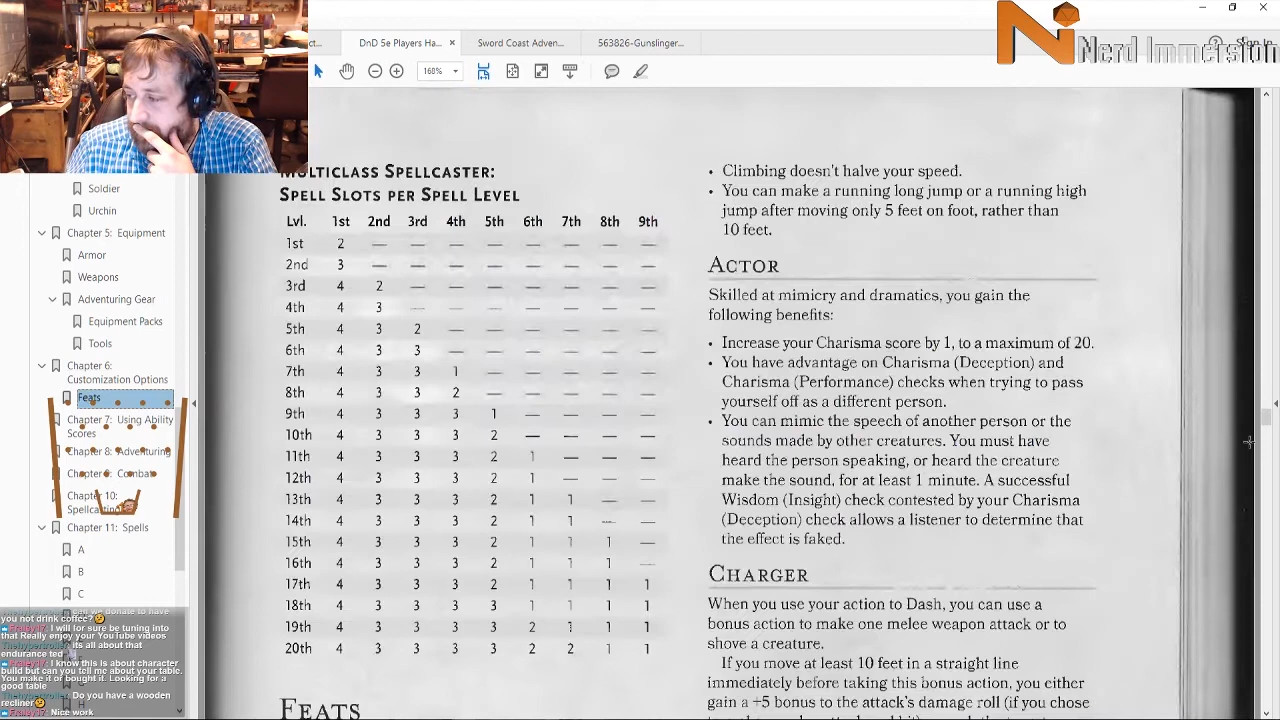 DnD 5e Players Ha...
Sword Coast Adve...
Nerd Immersion
Soldier
Urchin
Chapter 5: Equipment
Armor
Weapons
Adventuring Gear
Equipment Packs
Tools
Chapter 6:
Customization Options
Feats
Chapter 7: Using Ability
Scores
Chapter 8: Adventuring
Chapter 9: Combat
Chapter 10:
Spellcasting
Chapter 11: Spells
A
B
C
you not drink coffee?
I will for sure be tuning into
that Really enjoy your YouTube videos
its all about that
endurance ted
I know this is about character
build but can you tell me about your table.
You make it or bought it. Looking for a
good table
Do you have a wooden
recliner
Nice work
H
MULTICLASS SPELLCASTER:
SPELL SLOTS PER SPELL LEVEL
Lvl. 1st 2nd 3rd 4th 5th 6th 7th 8th 9th
1st 2 — — — — — — — —
2nd 3 — — — — — — — —
3rd 4 2 — — — — — — —
4th 4 3 — — — — — — —
5th 4 3 2 — — — — — —
6th 4 3 3 — — — — — —
7th 4 3 3 1 — — — — —
8th 4 3 3 2 — — — — —
9th 4 3 3 3 1 — — — —
10th 4 3 3 3 2 — — — —
11th 4 3 3 3 2 1 — — —
12th 4 3 3 3 2 1 — — —
13th 4 3 3 3 2 1 1 — —
14th 4 3 3 3 2 1 1 — —
15th 4 3 3 3 2 1 1 1 —
16th 4 3 3 3 2 1 1 1 —
17th 4 3 3 3 2 1 1 1 1
18th 4 3 3 3 3 1 1 1 1
19th 4 3 3 3 3 2 1 1 1
20th 4 3 3 3 3 2 2 1 1
FEATS
• Climbing doesn't halve your speed.
• You can make a running long jump or a running high
jump after moving only 5 feet on foot, rather than
10 feet.
ACTOR
Skilled at mimicry and dramatics, you gain the
following benefits:
• Increase your Charisma score by 1, to a maximum of 20.
• You have advantage on Charisma (Deception) and
Charisma (Performance) checks when trying to pass
yourself off as a different person.
• You can mimic the speech of another person or the
sounds made by other creatures. You must have
heard the person speaking, or heard the creature
make the sound, for at least 1 minute. A successful
Wisdom (Insight) check contested by your Charisma
(Deception) check allows a listener to determine that
the effect is faked.
CHARGER
When you use your action to Dash, you can use a
bonus action to make one melee weapon attack or to
shove a creature.
If you move at least 10 feet in a straight line
immediately before taking this bonus action, you either
gain a +5 bonus to the attack's damage roll (if you chose